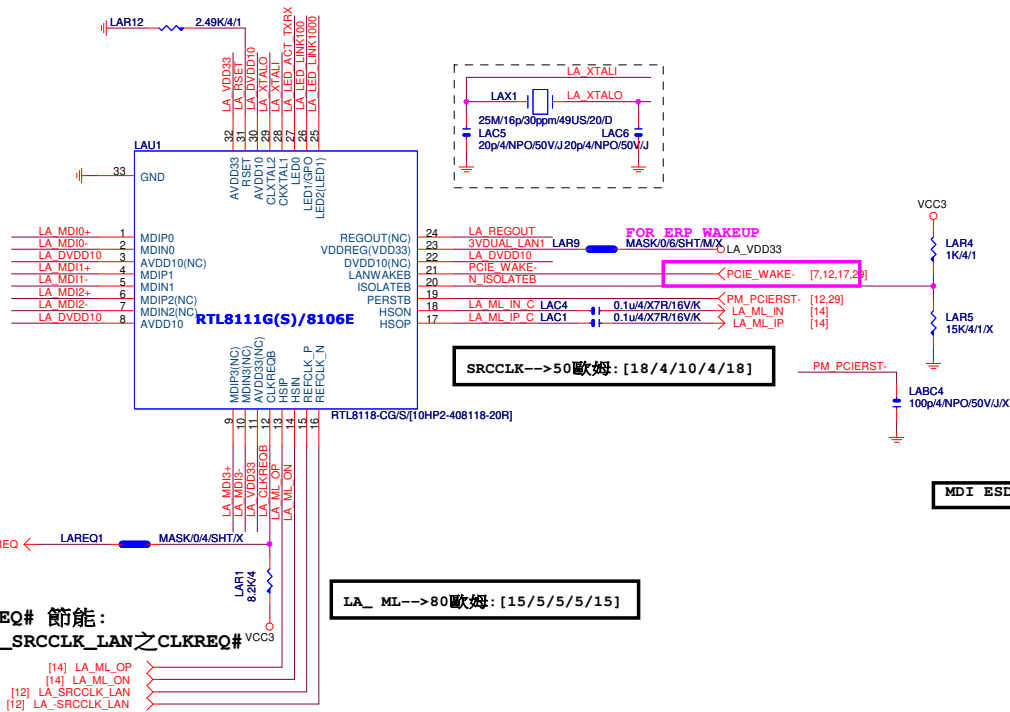 LAR12 2.49K/4/1
LA_VDD33
LA_RSET
LA_DVDD10
LA_XTALO
LA_XTALI
LA_LED_ACT_TXRX
LA_LED_LINK100
LA_LED_LINK1000
32 31 30 29 28 27 26 25
LA_XTALI
LAX1 LA_XTALO
25M/16p/30ppm/49US/20/D
LAC5 LAC6
20p/4/NPO/50V/J 20p/4/NPO/50V/J
LAU1
33 GND
AVDD33
RSET
AVDD10
CLXTAL2
CKXTAL1
LED0
LED1/GPO
LED2(LED1)
LA_MDI0+ 1 MDIP0
LA_MDI0- 2 MDIN0
LA_DVDD10 3 AVDD10(NC)
LA_MDI1+ 4 MDIP1
LA_MDI1- 5 MDIN1
LA_MDI2+ 6 MDIP2(NC)
LA_MDI2- 7 MDIN2(NC)
LA_DVDD10 8 AVDD10
RTL8111G(S)/8106E
FOR ERP WAKEUP
REGOUT(NC) 24 LA_REGOUT
VDDREG(VDD33) 23 3VDUAL_LAN1 LAR9 MASK/0/6/SHT/M/X LA_VDD33
DVDD10(NC) 22 LA_DVDD10
LANWAKEB 21 PCIE_WAKE- PCIE_WAKE- [7,12,17,29]
ISOLATEB 20 N_ISOLATEB
PERSTB 19 PM_PCIERST- [12,29]
HSON 18 LA_ML_IN_C LAC4 0.1u/4/X7R/16V/K LA_ML_IN [14]
HSOP 17 LA_ML_IP_C LAC1 0.1u/4/X7R/16V/K LA_ML_IP [14]
VCC3
LAR4
1K/4/1
LAR5
15K/4/1/X
MDIP3(NC)
MDIN3(NC)
AVDD33(NC)
CLKREQB
HSIP
HSIN
REFCLK_P
REFCLK_N
SRCCLK-->50歐姆:[18/4/10/4/18]
PM_PCIERST-
LABC4
100p/4/NPO/50V/J/X
RTL8118-CG/S/[10HP2-408118-20R]
9 10 11 12 13 14 15 16
LA_MDI3+
LA_MDI3-
LA_VDD33
LA_CLKREQB
LA_ML_OP
LA_ML_ON
MDI ESD
EQ LAREQ1 MASK/0/4/SHT/X
LAR1
8.2K/4
LA_ ML-->80歐姆:[15/5/5/5/15]
EQ# 節能:
_SRCCLK_LAN之CLKREQ#
VCC3
[14] LA_ML_OP
[14] LA_ML_ON
[12] LA_SRCCLK_LAN
[12] LA_-SRCCLK_LAN